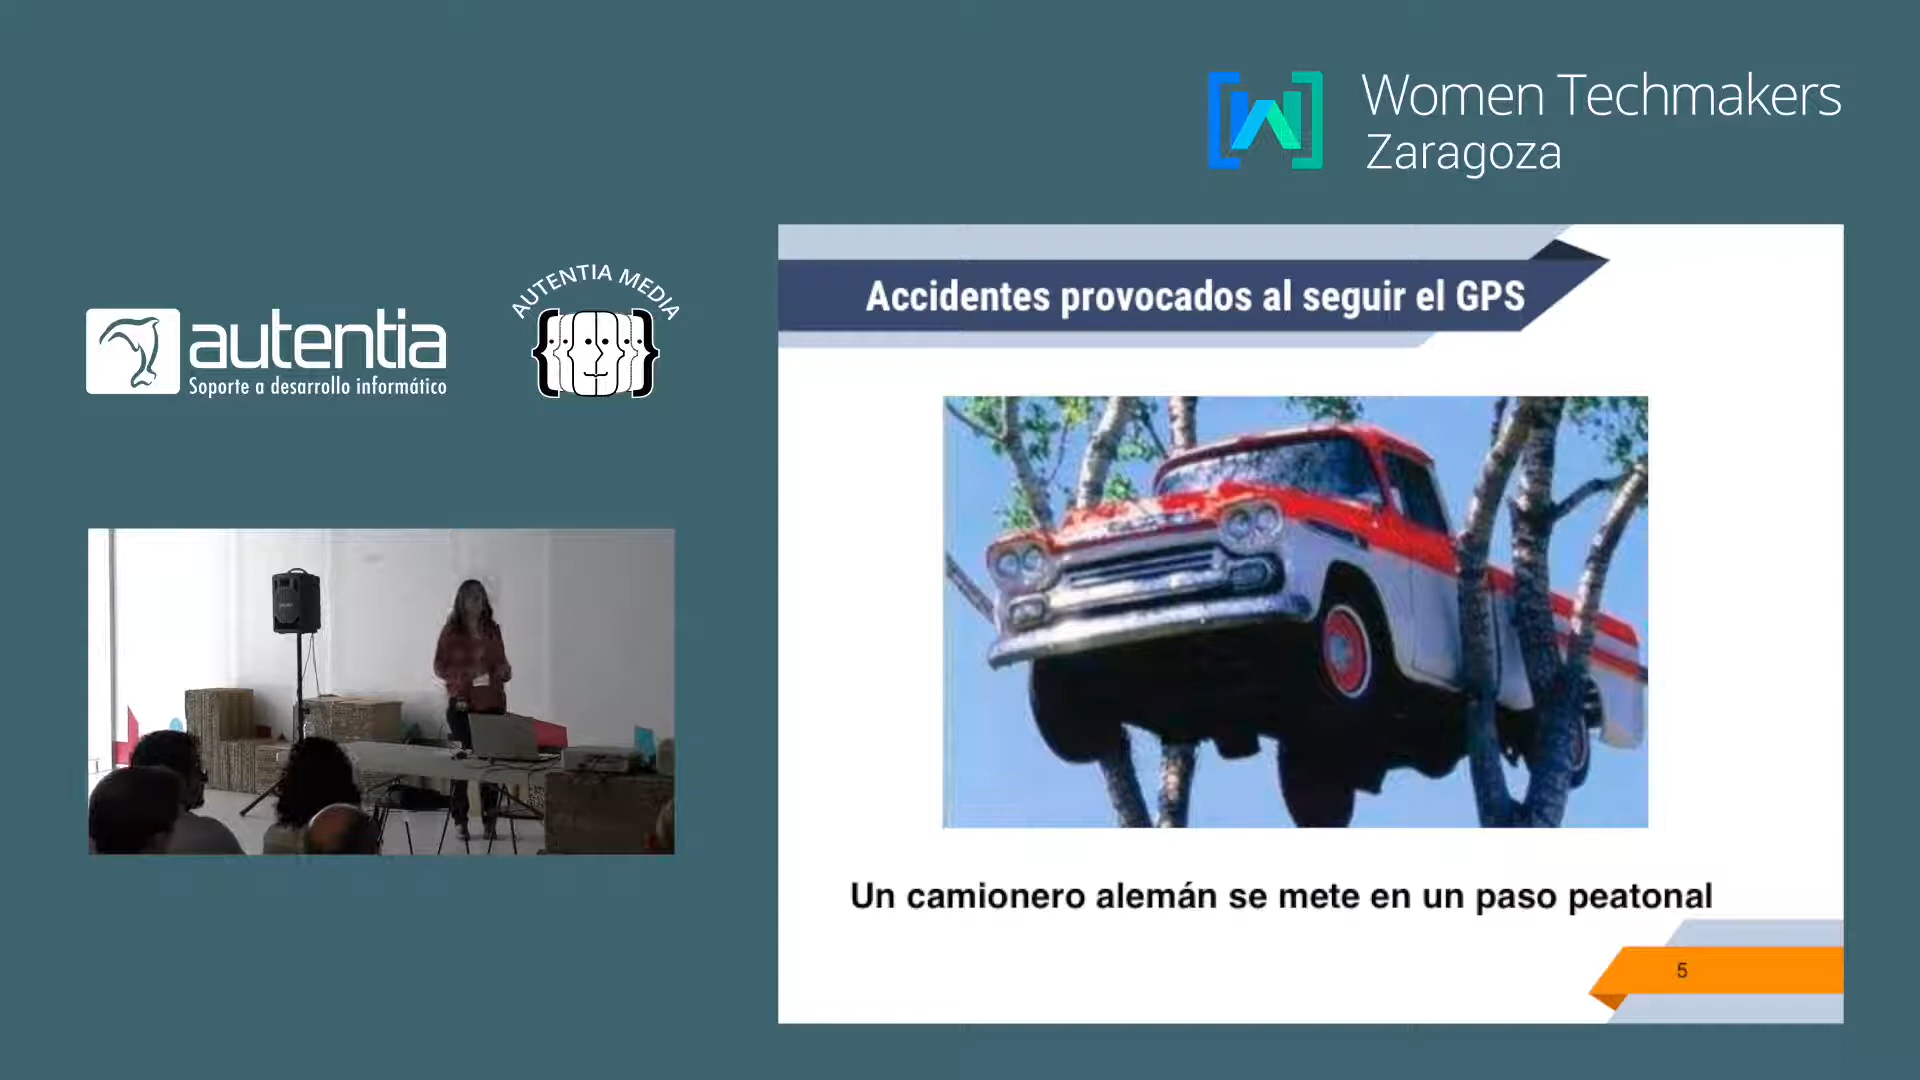 Women Techmakers
Zaragoza
AUTENTIA MEDIA
autentia
Soporte a desarrollo informático
Accidentes provocados al seguir el GPS
Un camionero alemán se mete en un paso peatonal
5